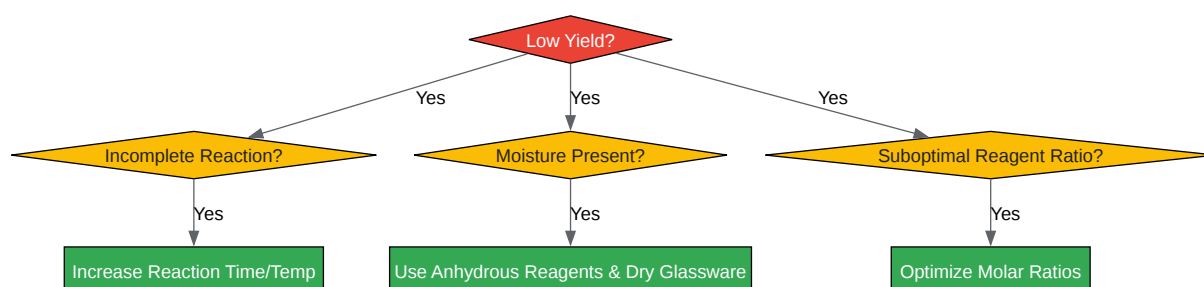 Low Yield?
Yes
Yes
Yes
Incomplete Reaction?
Moisture Present?
Suboptimal Reagent Ratio?
Yes
Yes
Yes
Increase Reaction Time/Temp
Use Anhydrous Reagents & Dry Glassware
Optimize Molar Ratios